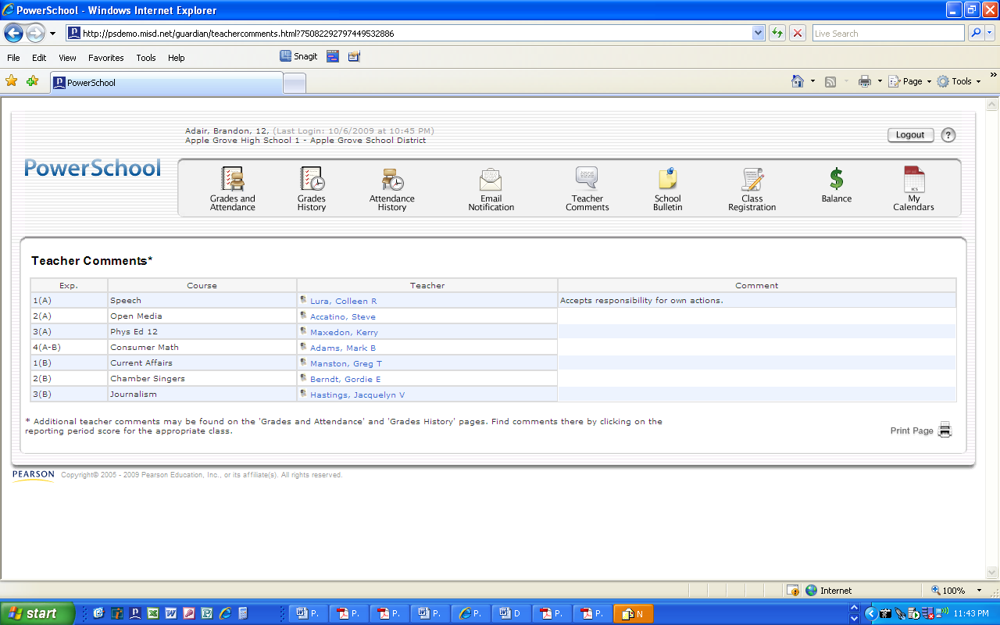 PowerSchool - Windows Internet Explorer
http://psdemo.misd.net/guardian/teachercomments.html?75082292797449532886
Live Search
File Edit View Favorites Tools Help
Snagit
PowerSchool
Page Tools
Adair, Brandon, 12, (Last Login: 10/6/2009 at 10:45 PM)
Apple Grove High School 1 - Apple Grove School District
Logout ?
PowerSchool
Grades and Attendance
Grades History
Attendance History
Email Notification
Teacher Comments
School Bulletin
Class Registration
Balance
ICS
My Calendars
Teacher Comments*
Exp. Course Teacher Comment
1(A) Speech Lura, Colleen R Accepts responsibility for own actions.
2(A) Open Media Accatino, Steve
3(A) Phys Ed 12 Maxedon, Kerry
4(A-B) Consumer Math Adams, Mark B
1(B) Current Affairs Manston, Greg T
2(B) Chamber Singers Berndt, Gordie E
3(B) Journalism Hastings, Jacquelyn V
* Additional teacher comments may be found on the 'Grades and Attendance' and 'Grades History' pages. Find comments there by clicking on the
reporting period score for the appropriate class.
Print Page
PEARSON Copyright© 2005 - 2009 Pearson Education, Inc., or its affiliate(s). All rights reserved.
Internet 100%
start P. P. P. P. P. D P. P. N 11:43 PM